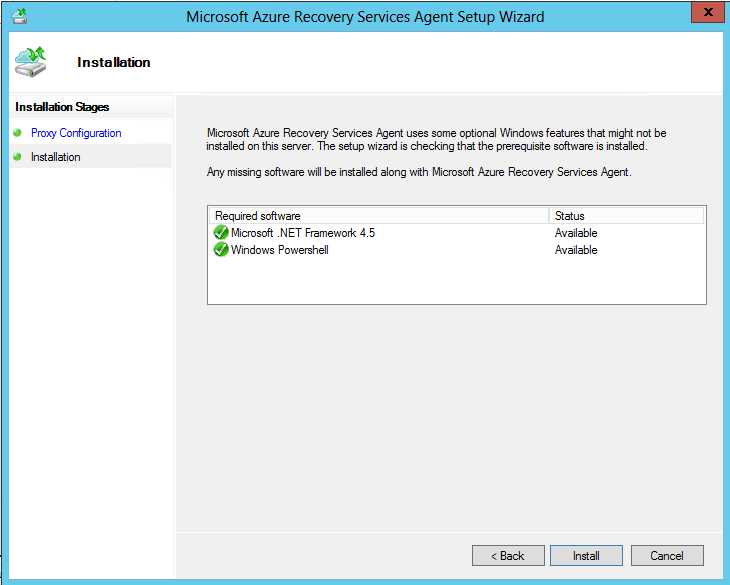 Microsoft Azure Recovery Services Agent Setup Wizard
x
Installation
Installation Stages
Proxy Configuration
Installation
Microsoft Azure Recovery Services Agent uses some optional Windows features that might not be
installed on this server. The setup wizard is checking that the prerequisite software is installed.
Any missing software will be installed along with Microsoft Azure Recovery Services Agent.
Required software Status
Microsoft .NET Framework 4.5 Available
Windows Powershell Available
< Back Install Cancel